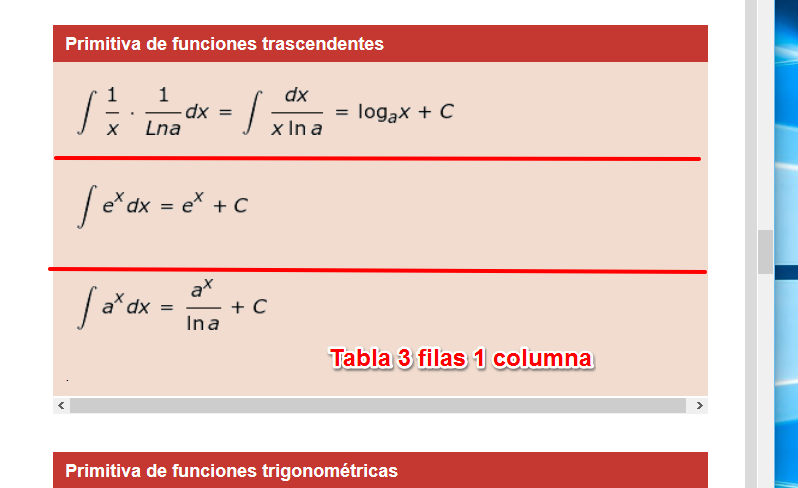 Primitiva de funciones trascendentes
∫ 1/x · 1/Lna dx = ∫ dx/(x ln a) = logₐx + C
∫ eˣ dx = eˣ + C
∫ aˣ dx = aˣ/ln a + C
Tabla 3 filas 1 columna
.
Primitiva de funciones trigonométricas